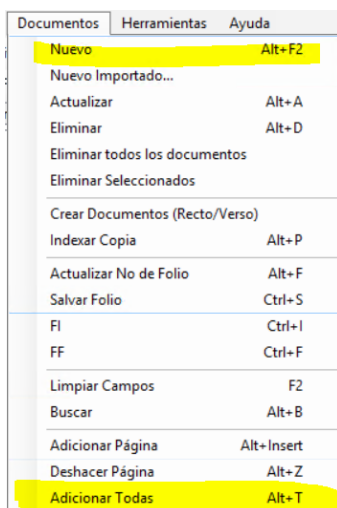 Documentos Herramientas Ayuda
Nuevo Alt+F2
Nuevo Importado...
Actualizar Alt+A
Eliminar Alt+D
Eliminar todos los documentos
Eliminar Seleccionados
Crear Documentos (Recto/Verso)
Indexar Copia Alt+P
Actualizar No de Folio Alt+F
Salvar Folio Ctrl+S
FI Ctrl+I
FF Ctrl+F
Limpiar Campos F2
Buscar Alt+B
Adicionar Página Alt+Insert
Deshacer Página Alt+Z
Adicionar Todas Alt+T